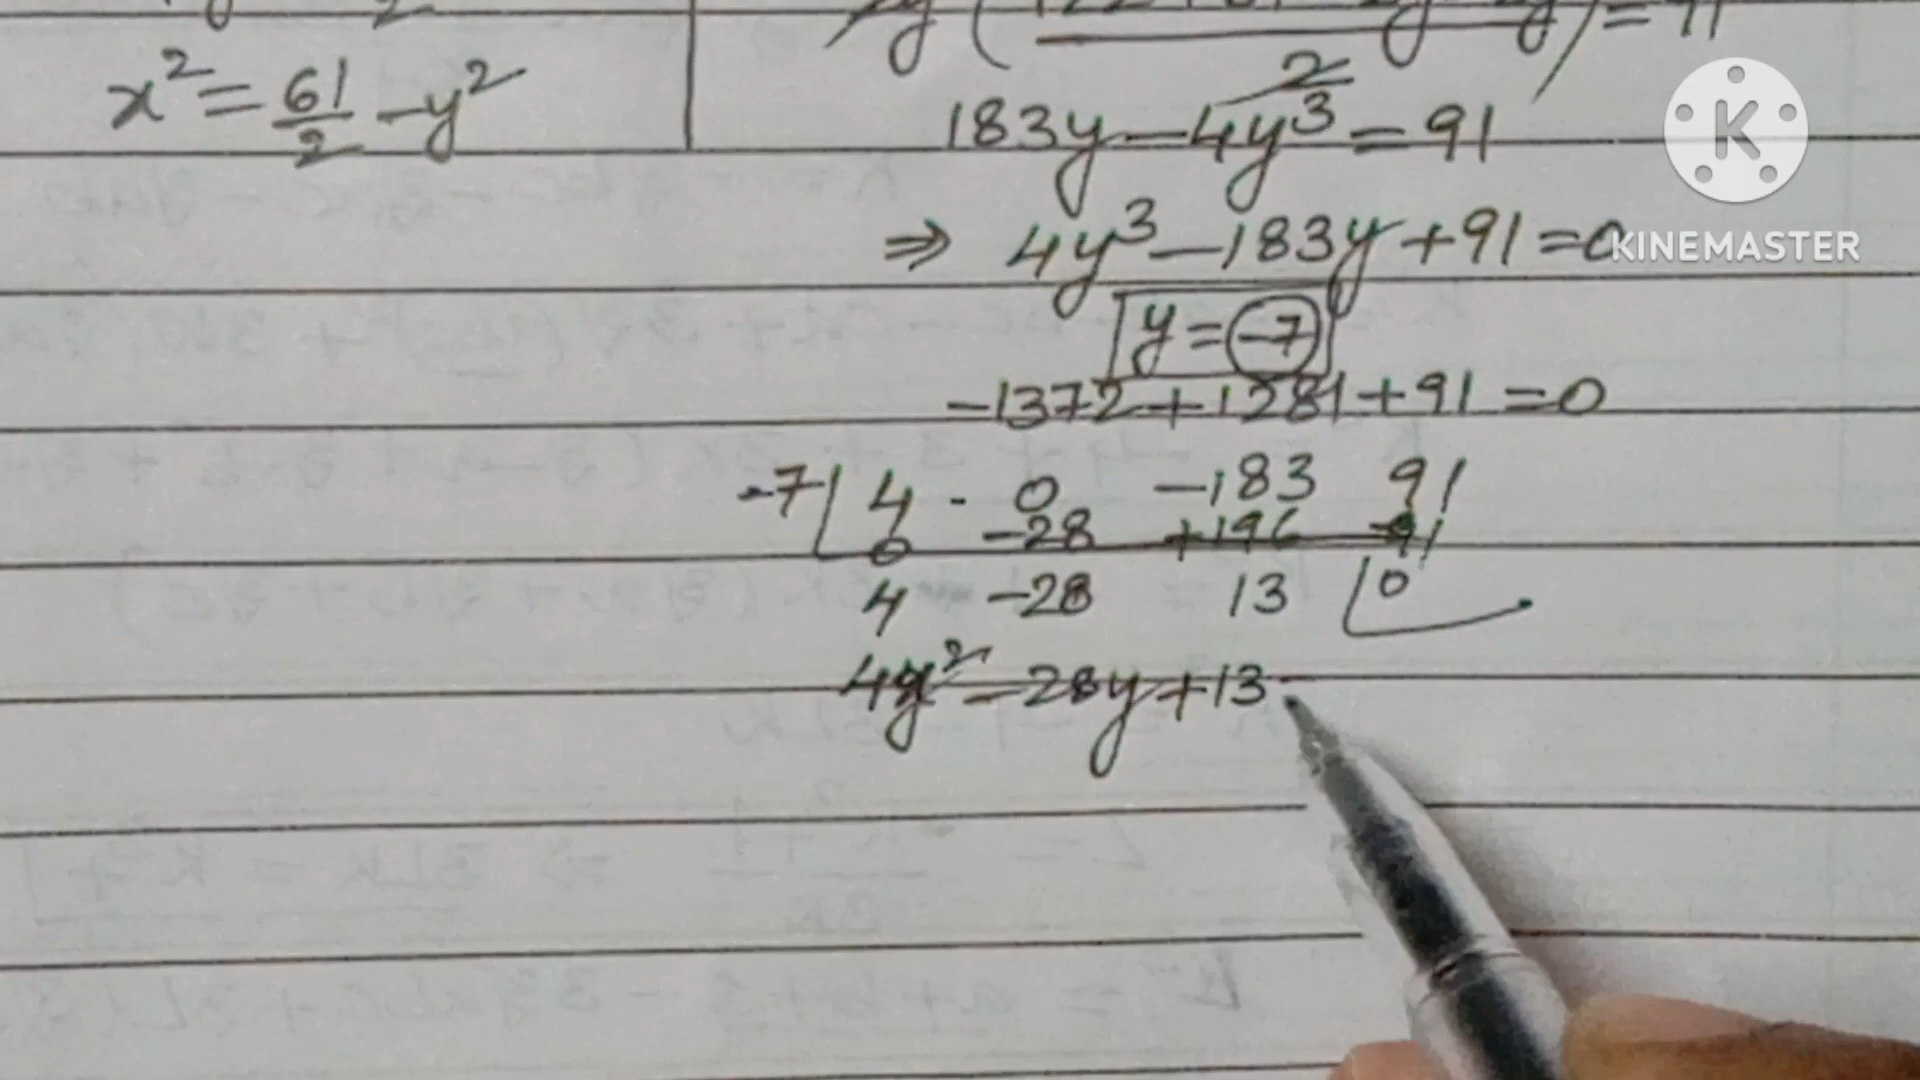 x² = 61/2 - y²
183y - 4y³ = 91
⇒ 4y³ - 183y + 91 = 0
y = -7
-1372 + 1281 + 91 = 0
-7 | 4 0 -183 91
0 -28 +196 -91
4 -28 13 | 0
4y² - 28y + 13
K
KINEMASTER